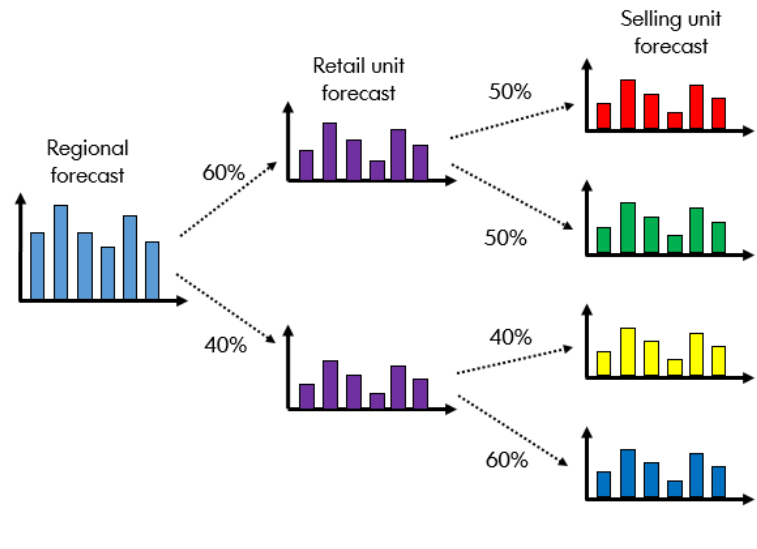 Selling unit
forecast
Retail unit
forecast
50%
Regional
forecast
60%
50%
40%
40%
60%